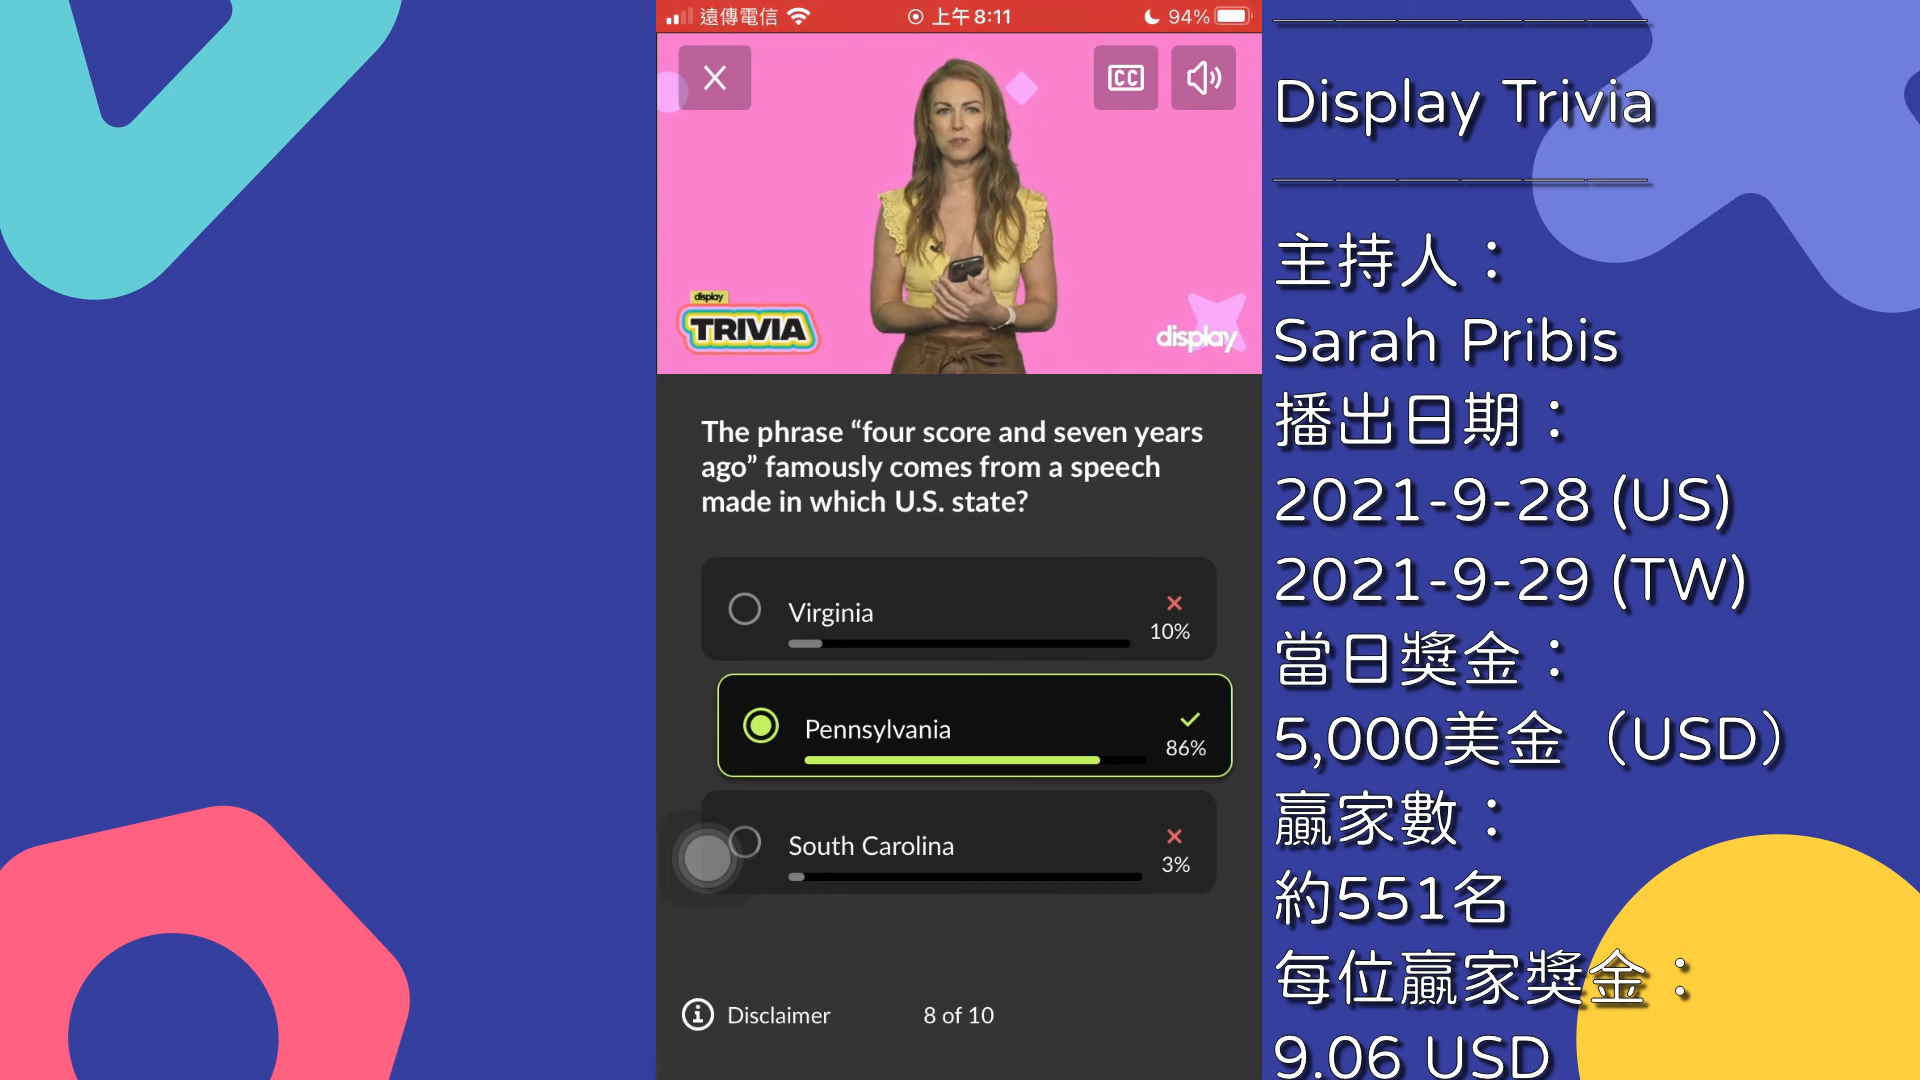 遠傳電信
上午8:11
94%
CC
display
TRIVIA
display
The phrase “four score and seven years
ago” famously comes from a speech
made in which U.S. state?
Virginia
10%
Pennsylvania
86%
South Carolina
3%
Disclaimer
8 of 10
Display Trivia
主持人：
Sarah Pribis
播出日期：
2021-9-28 (US)
2021-9-29 (TW)
當日獎金：
5,000美金（USD）
贏家數：
約551名
每位贏家獎金：
9.06 USD